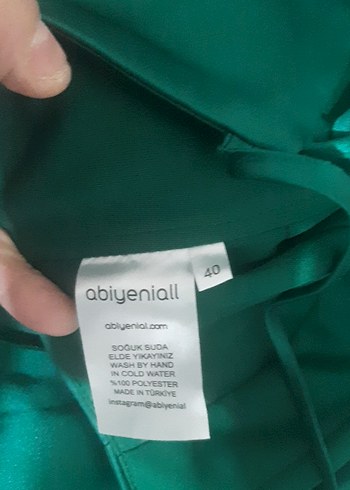 40
abiyeniall
abiyenial.com
SOĞUK SUDA
ELDE YIKAYINIZ
WASH BY HAND
IN COLD WATER
%100 POLYESTER
MADE IN TÜRKİYE
instagram@abiyenial